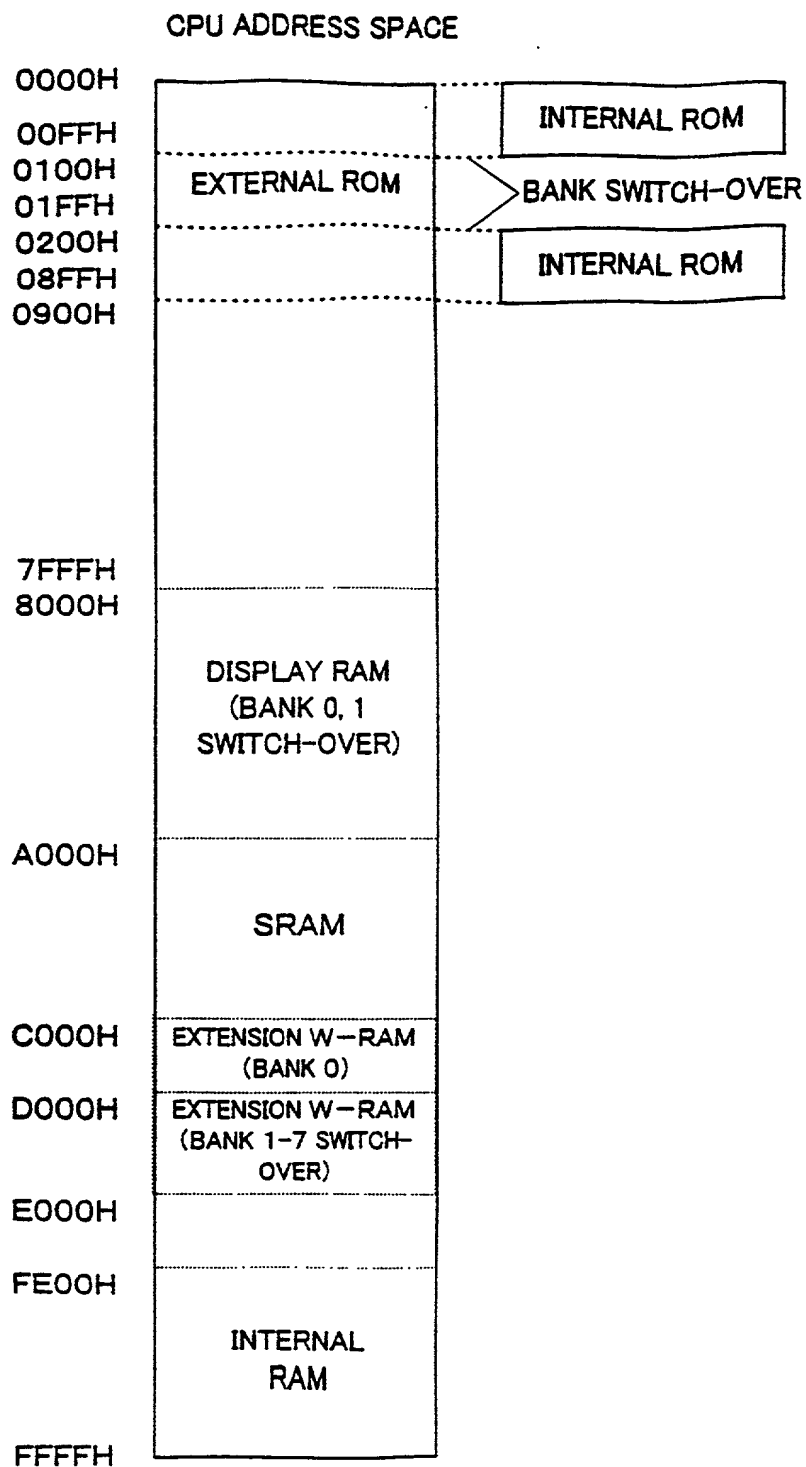 CPU ADDRESS SPACE
0000H
INTERNAL ROM
00FFH
0100H
EXTERNAL ROM
BANK SWITCH-OVER
01FFH
0200H
INTERNAL ROM
08FFH
0900H
7FFFH
8000H
DISPLAY RAM
(BANK 0, 1
SWITCH-OVER)
A000H
SRAM
C000H
EXTENSION W-RAM
(BANK 0)
D000H
EXTENSION W-RAM
(BANK 1-7 SWITCH-
OVER)
E000H
FE00H
INTERNAL
RAM
FFFFH